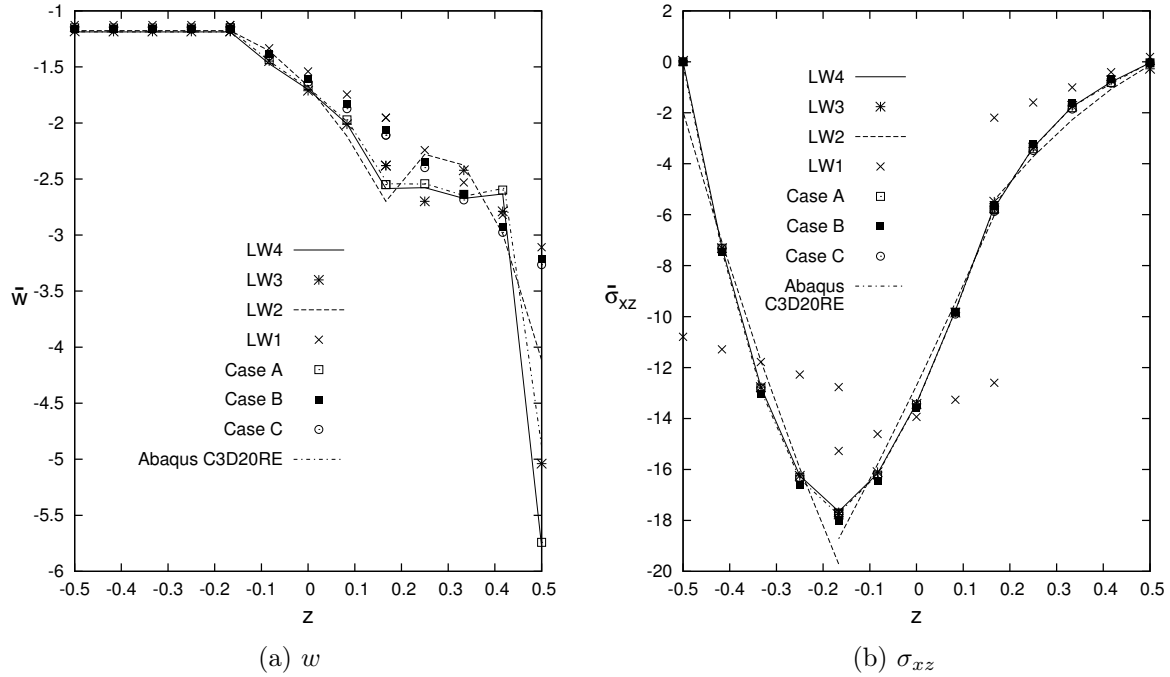 -1
-1.5
-2
-2.5
-3
-3.5
-4
-4.5
-5
-5.5
-6
w̄
LW4
LW3
LW2
LW1
Case A
Case B
Case C
Abaqus C3D20RE
-0.5 -0.4 -0.3 -0.2 -0.1 0 0.1 0.2 0.3 0.4 0.5
z
(a) w
2
0
-2
-4
-6
-8
-10
-12
-14
-16
-18
-20
σ̄xz
LW4
LW3
LW2
LW1
Case A
Case B
Case C
Abaqus
C3D20RE
-0.5 -0.4 -0.3 -0.2 -0.1 0 0.1 0.2 0.3 0.4 0.5
z
(b) σxz